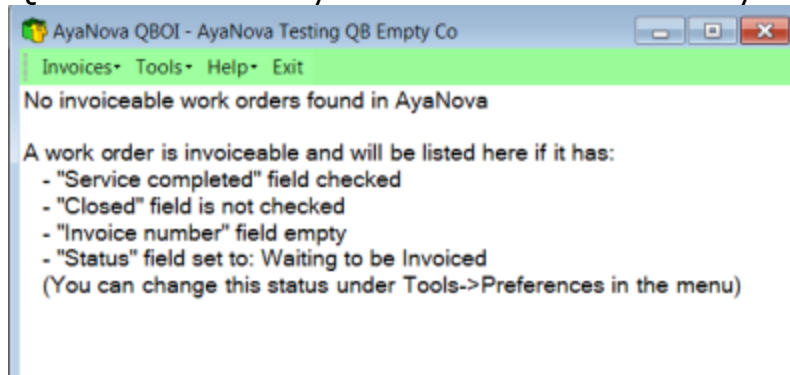 AyaNova QBOI - AyaNova Testing QB Empty Co
Invoices Tools Help Exit
No invoiceable work orders found in AyaNova
A work order is invoiceable and will be listed here if it has:
- "Service completed" field checked
- "Closed" field is not checked
- "Invoice number" field empty
- "Status" field set to: Waiting to be Invoiced
(You can change this status under Tools->Preferences in the menu)